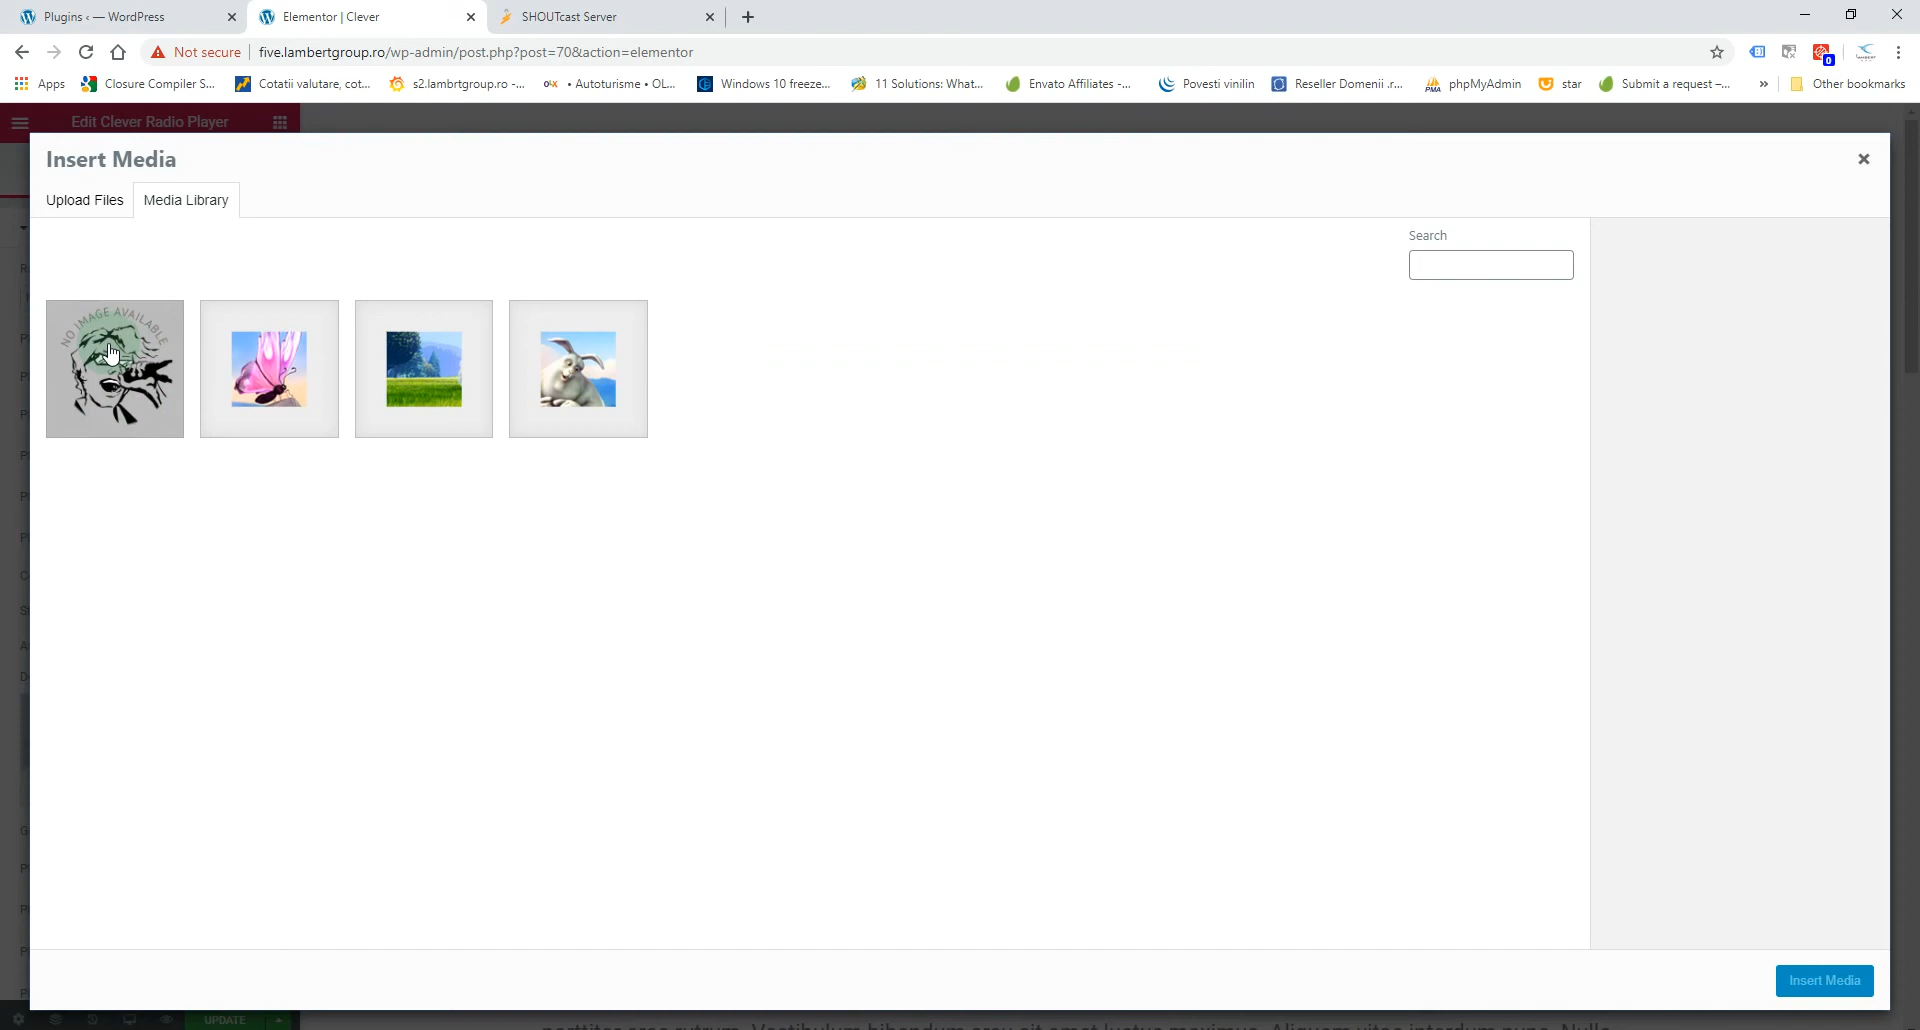 Plugins ‹ — WordPress
Elementor | Clever
SHOUTcast Server
Not secure
five.lambertgroup.ro/wp-admin/post.php?post=70&action=elementor
0
Apps
Closure Compiler S...
Cotatii valutare, cot...
s2.lambrtgroup.ro -...
• Autoturisme • OL...
Windows 10 freeze...
11 Solutions: What...
Envato Affiliates -...
Povesti vinilin
Reseller Domenii .r...
PMA
phpMyAdmin
star
Submit a request –...
»
Other bookmarks
Edit Clever Radio Player
Insert Media
Upload Files
Media Library
Search
NO IMAGE AVAILABLE
Insert Media
UPDATE